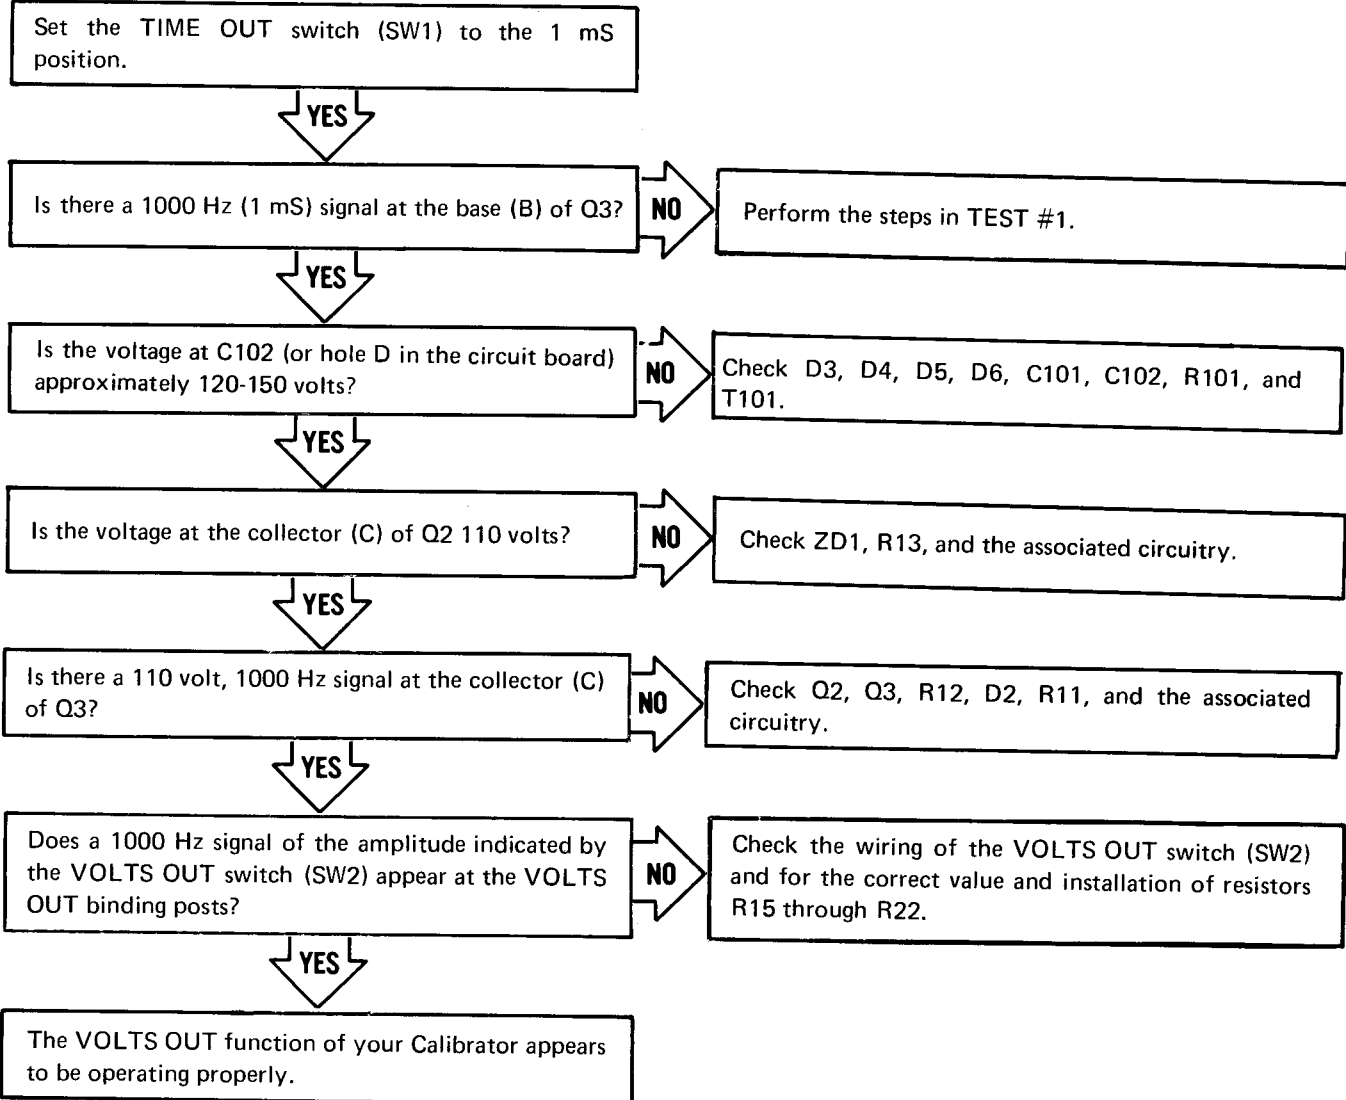 Set the TIME OUT switch (SW1) to the 1 mS
position.
YES
Is there a 1000 Hz (1 mS) signal at the base (B) of Q3?
NO
Perform the steps in TEST #1.
YES
Is the voltage at C102 (or hole D in the circuit board)
approximately 120-150 volts?
NO
Check D3, D4, D5, D6, C101, C102, R101, and
T101.
YES
Is the voltage at the collector (C) of Q2 110 volts?
NO
Check ZD1, R13, and the associated circuitry.
YES
Is there a 110 volt, 1000 Hz signal at the collector (C)
of Q3?
NO
Check Q2, Q3, R12, D2, R11, and the associated
circuitry.
YES
Does a 1000 Hz signal of the amplitude indicated by
the VOLTS OUT switch (SW2) appear at the VOLTS
OUT binding posts?
NO
Check the wiring of the VOLTS OUT switch (SW2)
and for the correct value and installation of resistors
R15 through R22.
YES
The VOLTS OUT function of your Calibrator appears
to be operating properly.